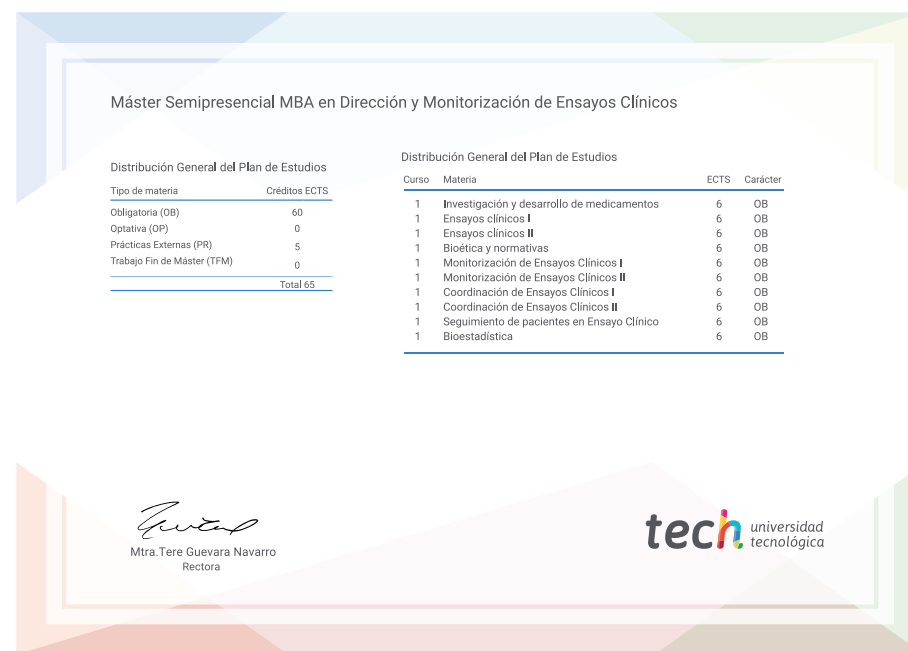 Máster Semipresencial MBA en Dirección y Monitorización de Ensayos Clínicos
Distribución General del Plan de Estudios
Tipo de materia Créditos ECTS
Obligatoria (OB) 60
Optativa (OP) 0
Prácticas Externas (PR) 5
Trabajo Fin de Máster (TFM) 0
Total 65
Distribución General del Plan de Estudios
Curso Materia ECTS Carácter
1 Investigación y desarrollo de medicamentos 6 OB
1 Ensayos clínicos I 6 OB
1 Ensayos clínicos II 6 OB
1 Bioética y normativas 6 OB
1 Monitorización de Ensayos Clínicos I 6 OB
1 Monitorización de Ensayos Clínicos II 6 OB
1 Coordinación de Ensayos Clínicos I 6 OB
1 Coordinación de Ensayos Clínicos II 6 OB
1 Seguimiento de pacientes en Ensayo Clínico 6 OB
1 Bioestadística 6 OB
Mtra.Tere Guevara Navarro
Rectora
tech universidad
tecnológica